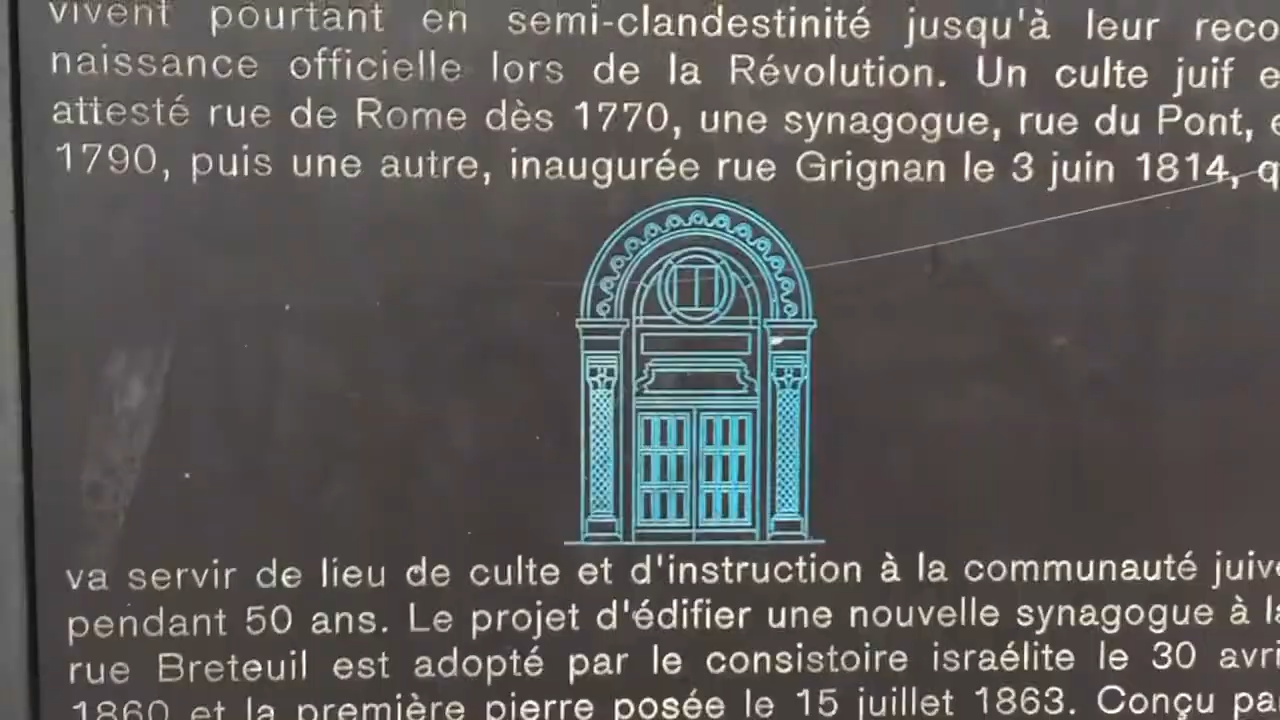 vivent pourtant en semi-clandestinité jusqu'à leur reco
naissance officielle lors de la Révolution. Un culte juif e
attesté rue de Rome dès 1770, une synagogue, rue du Pont, e
1790, puis une autre, inaugurée rue Grignan le 3 juin 1814, q
va servir de lieu de culte et d'instruction à la communauté juive
pendant 50 ans. Le projet d'édifier une nouvelle synagogue à la
rue Breteuil est adopté par le consistoire israélite le 30 avri
1860 et la première pierre posée le 15 juillet 1863. Conçu pa